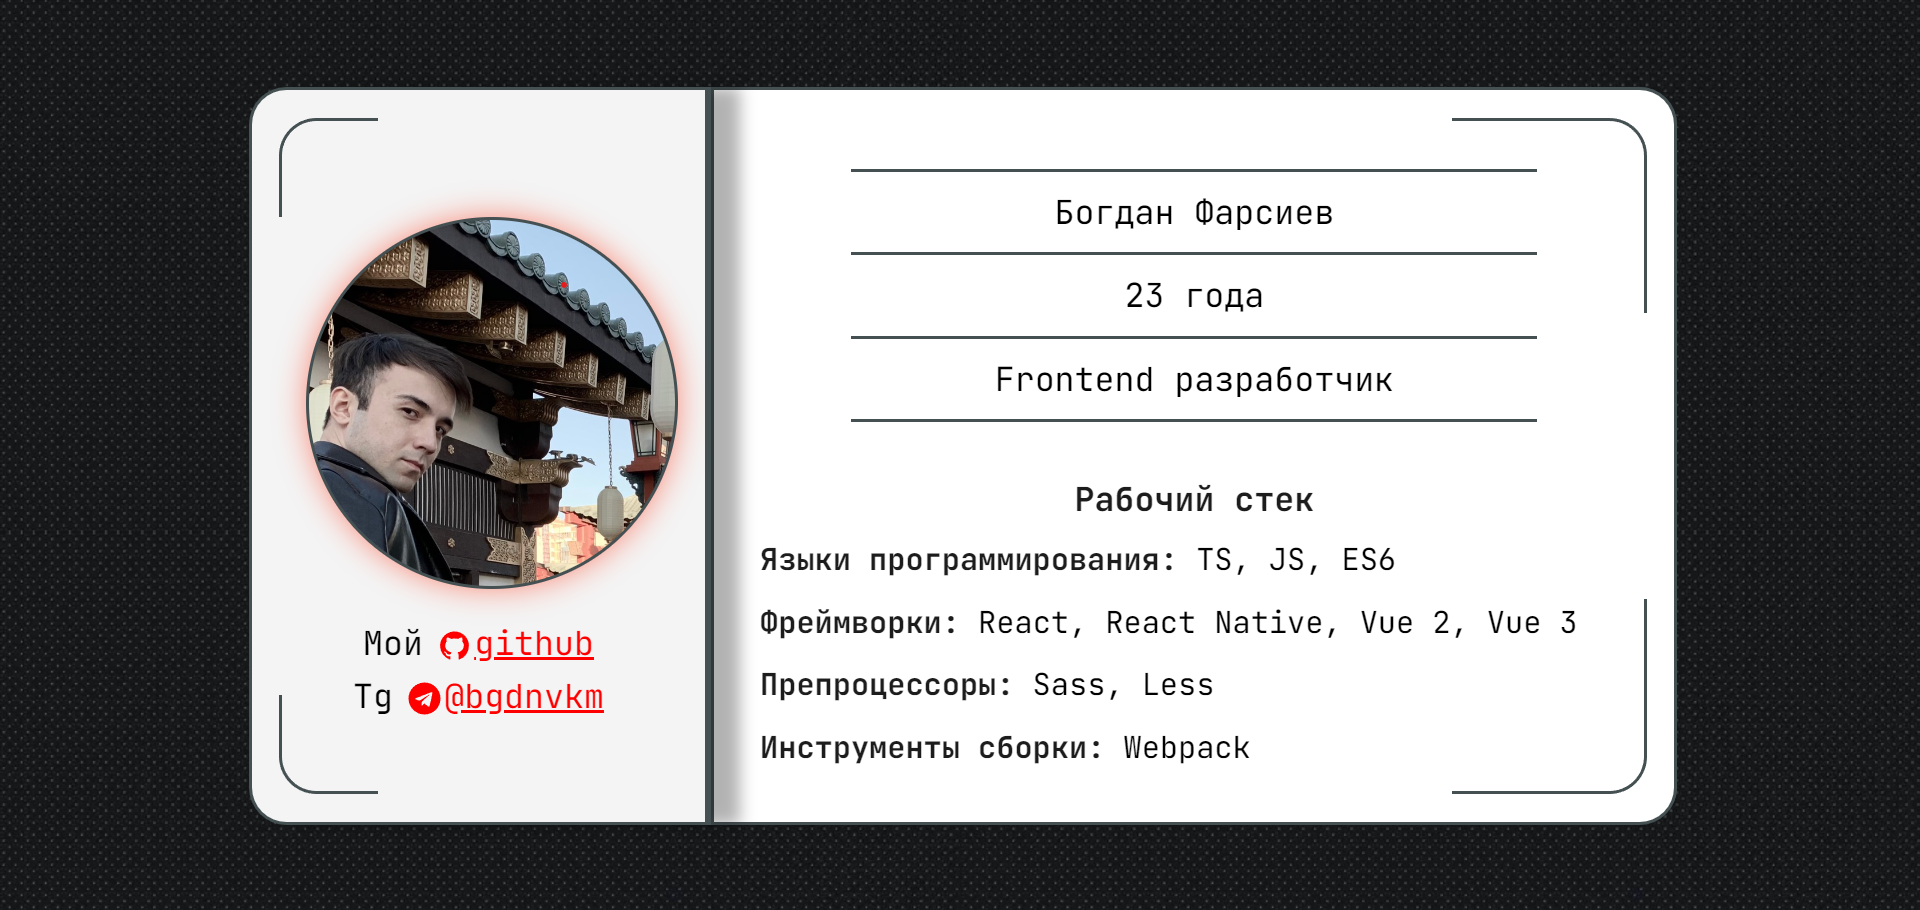 Мой github
Tg @bgdnvkm
Богдан Фарсиев
23 года
Frontend разработчик
Рабочий стек
Языки программирования: TS, JS, ES6
Фреймворки: React, React Native, Vue 2, Vue 3
Препроцессоры: Sass, Less
Инструменты сборки: Webpack